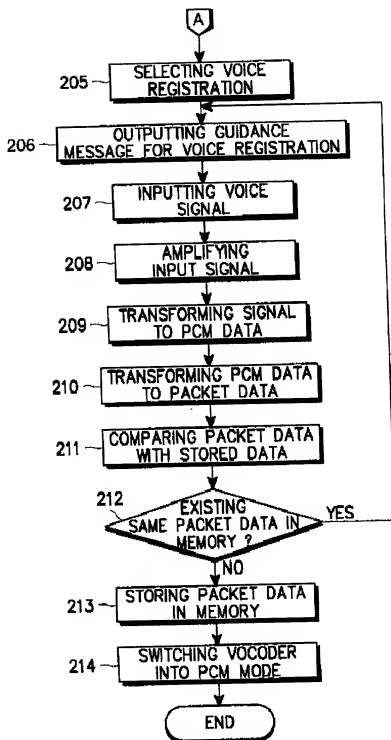 A
205
SELECTING VOICE
REGISTRATION
206
OUTPUTTING GUIDANCE
MESSAGE FOR VOICE REGISTRATION
207
INPUTTING VOICE
SIGNAL
208
AMPLIFYING
INPUT SIGNAL
209
TRANSFORMING SIGNAL
TO PCM DATA
210
TRANSFORMING PCM DATA
TO PACKET DATA
211
COMPARING PACKET DATA
WITH STORED DATA
212
EXISTING
SAME PACKET DATA IN
MEMORY ?
YES
NO
213
STORING PACKET DATA
IN MEMORY
214
SWITCHING VOCODER
INTO PCM MODE
END